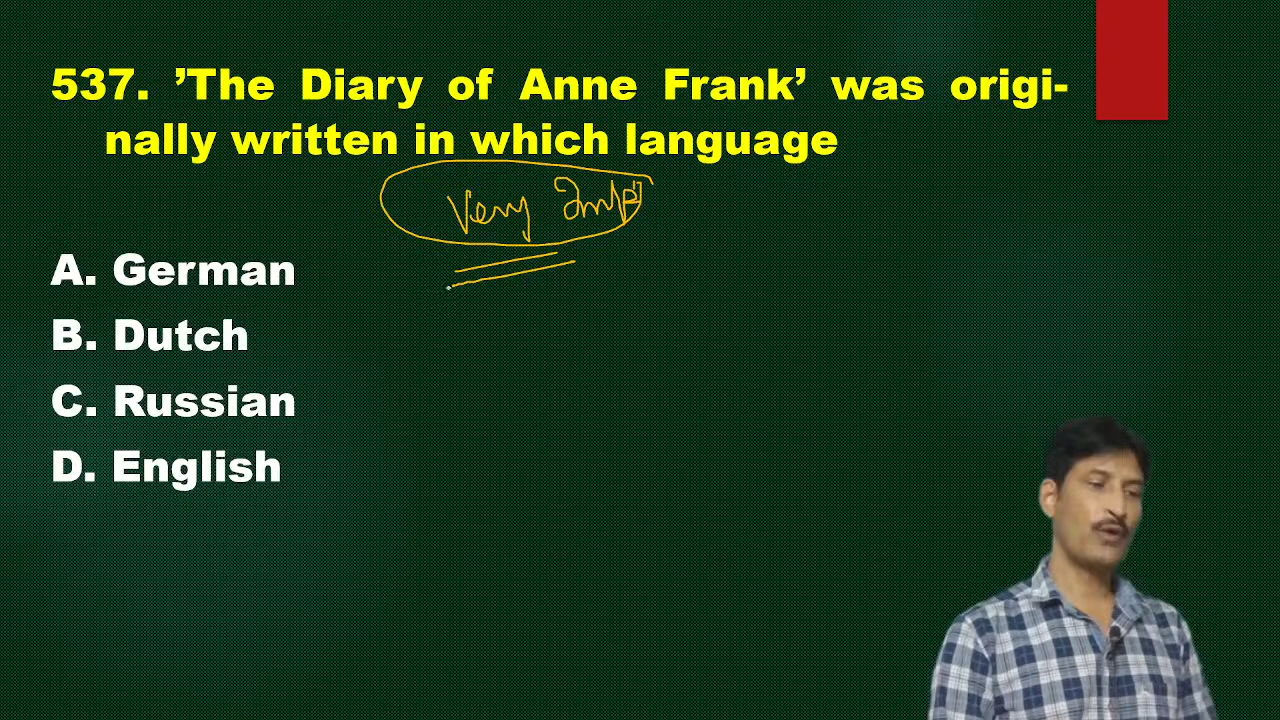 537. ’The Diary of Anne Frank’ was origi-
nally written in which language
Very Imp
A. German
B. Dutch
C. Russian
D. English